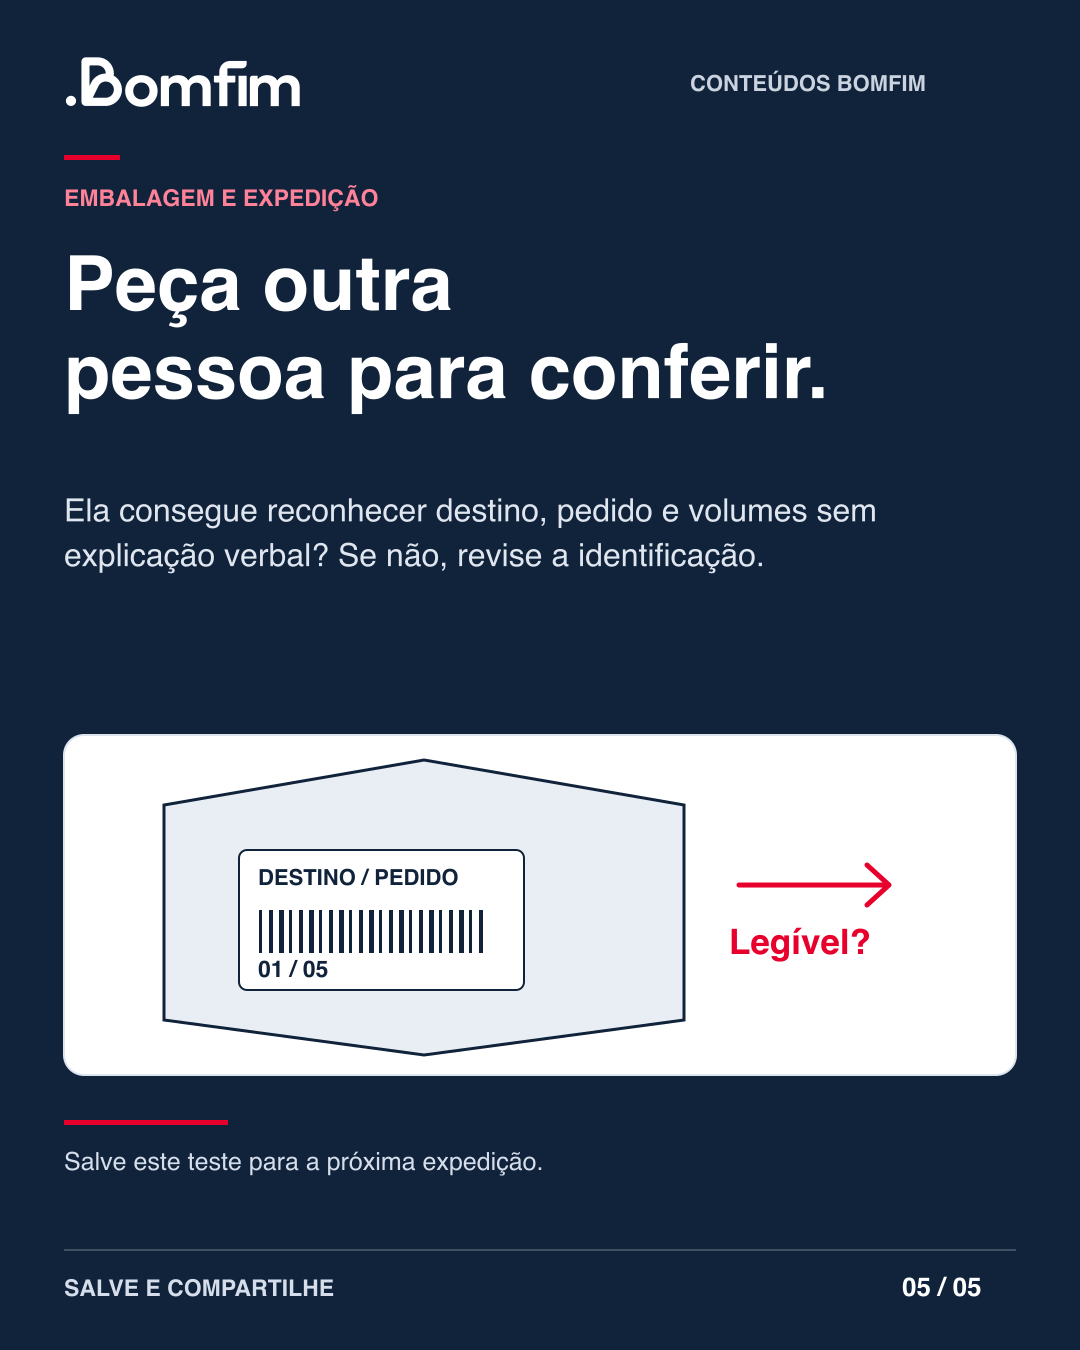 .Bomfim
CONTEÚDOS BOMFIM
EMBALAGEM E EXPEDIÇÃO
Peça outra
pessoa para conferir.
Ela consegue reconhecer destino, pedido e volumes sem
explicação verbal? Se não, revise a identificação.
DESTINO / PEDIDO
01 / 05
Legível?
Salve este teste para a próxima expedição.
SALVE E COMPARTILHE
05 / 05